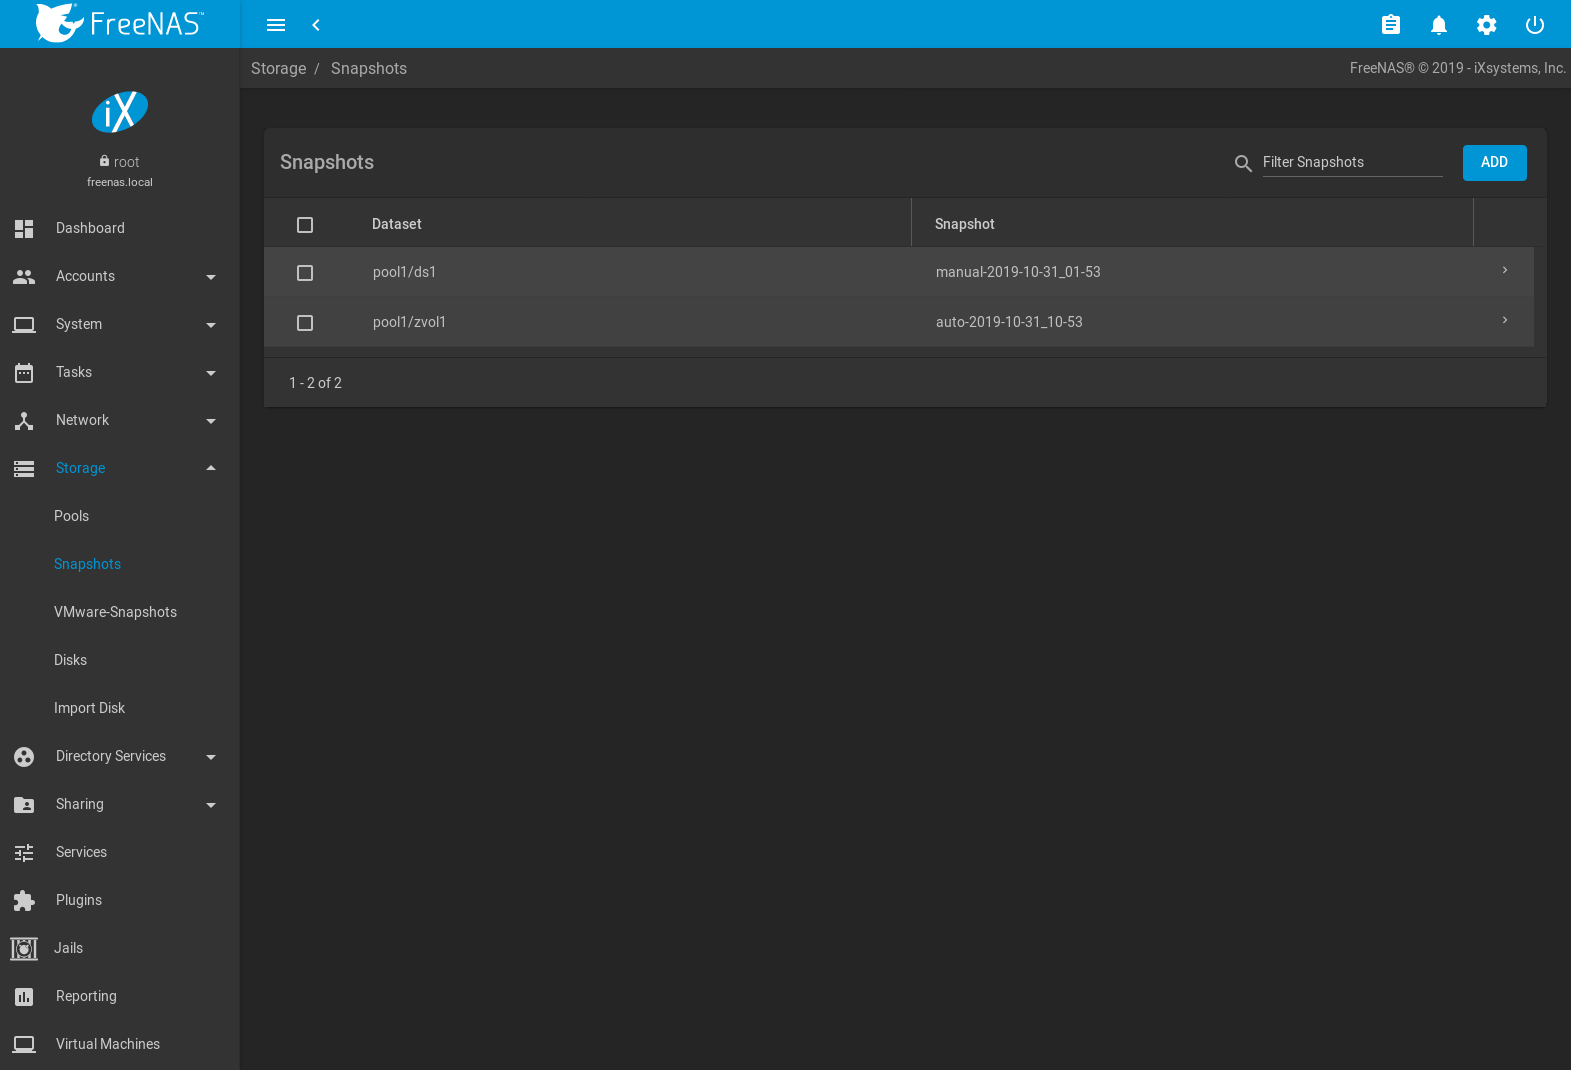 FreeNAS™
Storage / Snapshots
FreeNAS® © 2019 - iXsystems, Inc.
iX
root
freenas.local
Dashboard
Accounts
System
Tasks
Network
Storage
Pools
Snapshots
VMware-Snapshots
Disks
Import Disk
Directory Services
Sharing
Services
Plugins
Jails
Reporting
Virtual Machines
Snapshots
Filter Snapshots
ADD
Dataset Snapshot
pool1/ds1 manual-2019-10-31_01-53
pool1/zvol1 auto-2019-10-31_10-53
1 - 2 of 2